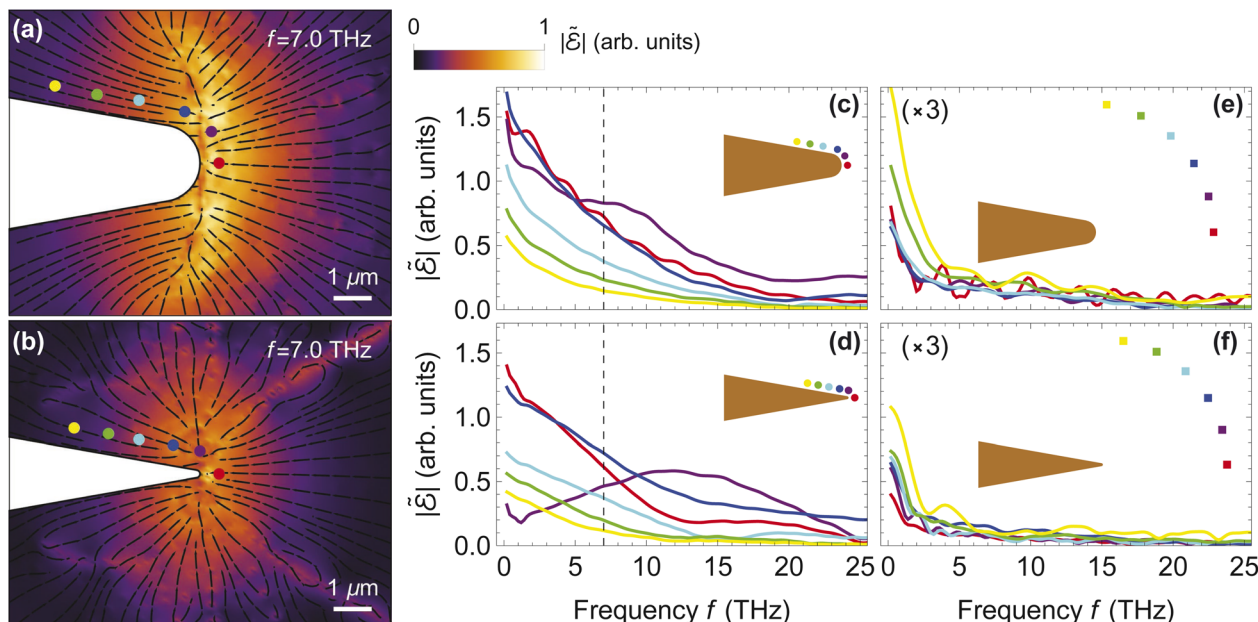 (a)
f=7.0 THz
1 μm
(b)
f=7.0 THz
1 μm
0 1
|ℰ̃| (arb. units)
(c)
|ℰ̃| (arb. units)
1.5
1.0
0.5
0.0
(e)
(×3)
(d)
|ℰ̃| (arb. units)
1.5
1.0
0.5
0.0
0 5 10 15 20 25
Frequency f (THz)
(f)
(×3)
0 5 10 15 20 25
Frequency f (THz)